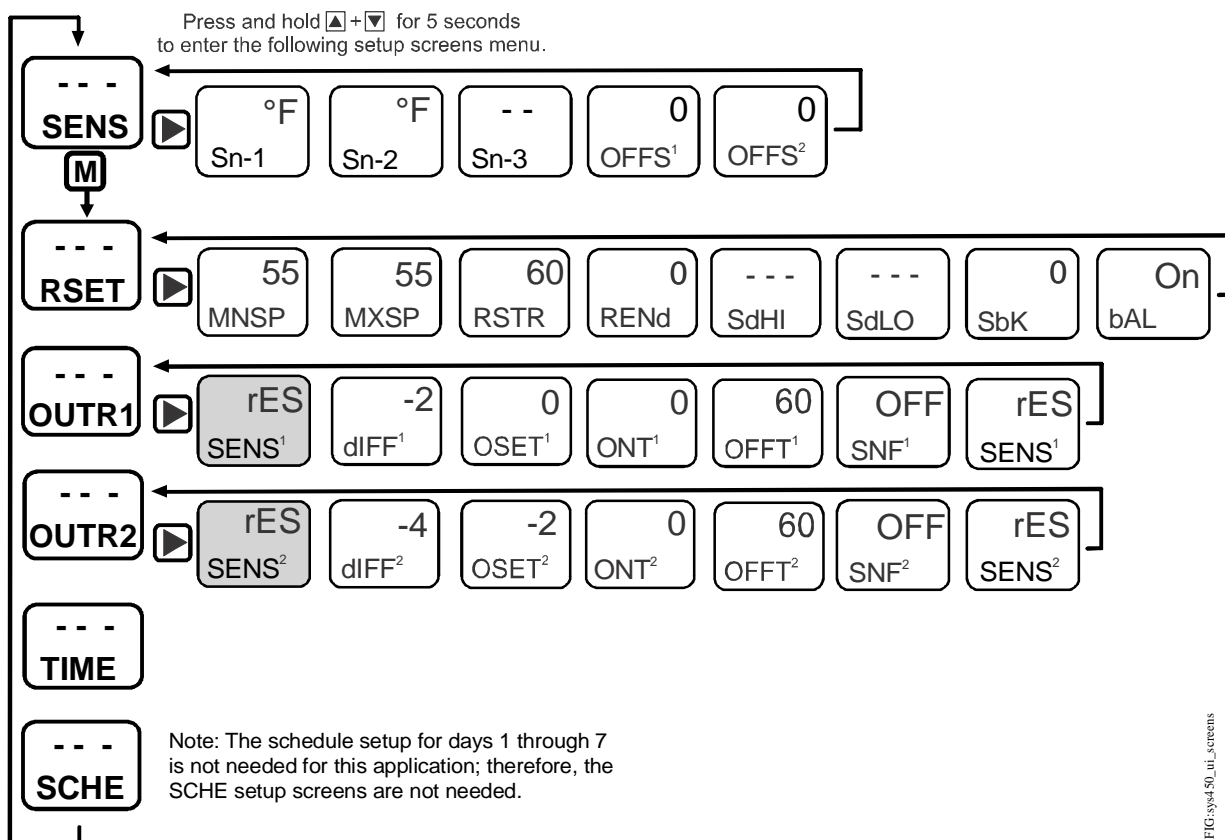 Press and hold ▲+▼ for 5 seconds
to enter the following setup screens menu.
- - -
SENS
°F
Sn-1
°F
Sn-2
- -
Sn-3
0
OFFS¹
0
OFFS²
M
- - -
RSET
55
MNSP
55
MXSP
60
RSTR
0
RENd
- - -
SdHI
- - -
SdLO
0
SbK
On
bAL
- - -
OUTR1
rES
SENS¹
-2
dIFF¹
0
OSET¹
0
ONT¹
60
OFFT¹
OFF
SNF¹
rES
SENS¹
- - -
OUTR2
rES
SENS²
-4
dIFF²
-2
OSET²
0
ONT²
60
OFFT²
OFF
SNF²
rES
SENS²
- - -
TIME
- - -
SCHE
Note: The schedule setup for days 1 through 7
is not needed for this application; therefore, the
SCHE setup screens are not needed.
FIG:sys450_ui_screens